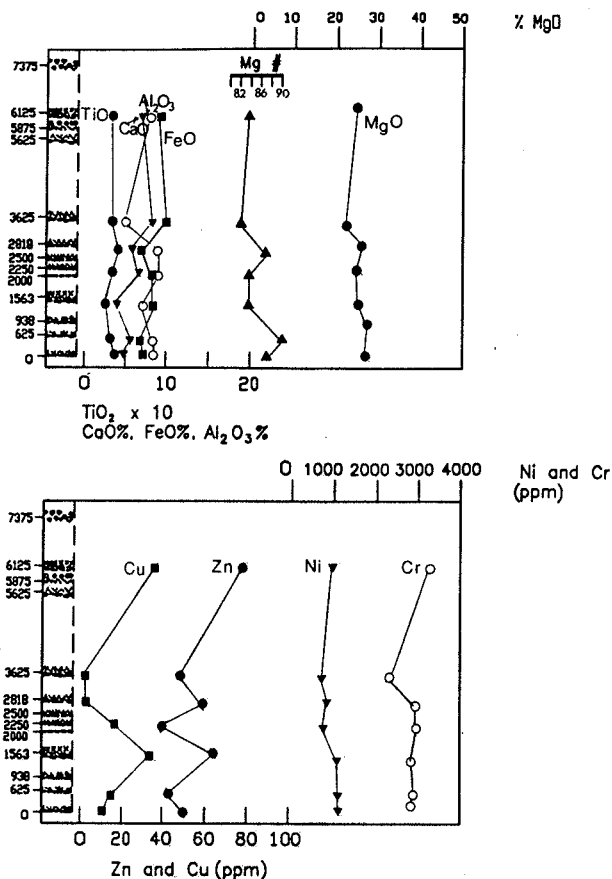 0 10 20 30 40 50
% MgO
7375
6125
5875
5625
3625
2818
2500
2250
2000
1563
938
625
0
Mg #
82 86 90
TiO
CaO
Al2O3
FeO
MgO
0 10 20
TiO2 x 10
CaO%, FeO%, Al2O3%
0 1000 2000 3000 4000
Ni and Cr
(ppm)
7375
6125
5875
5625
3625
2818
2500
2250
2000
1563
938
625
0
Cu Zn Ni Cr
0 20 40 60 80 100
Zn and Cu (ppm)